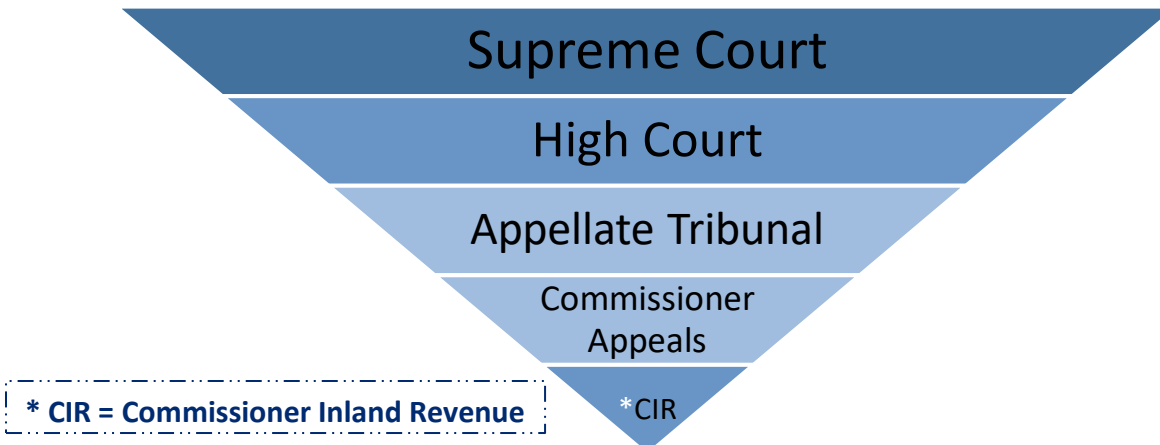 Supreme Court
High Court
Appellate Tribunal
Commissioner
Appeals
*CIR
* CIR = Commissioner Inland Revenue